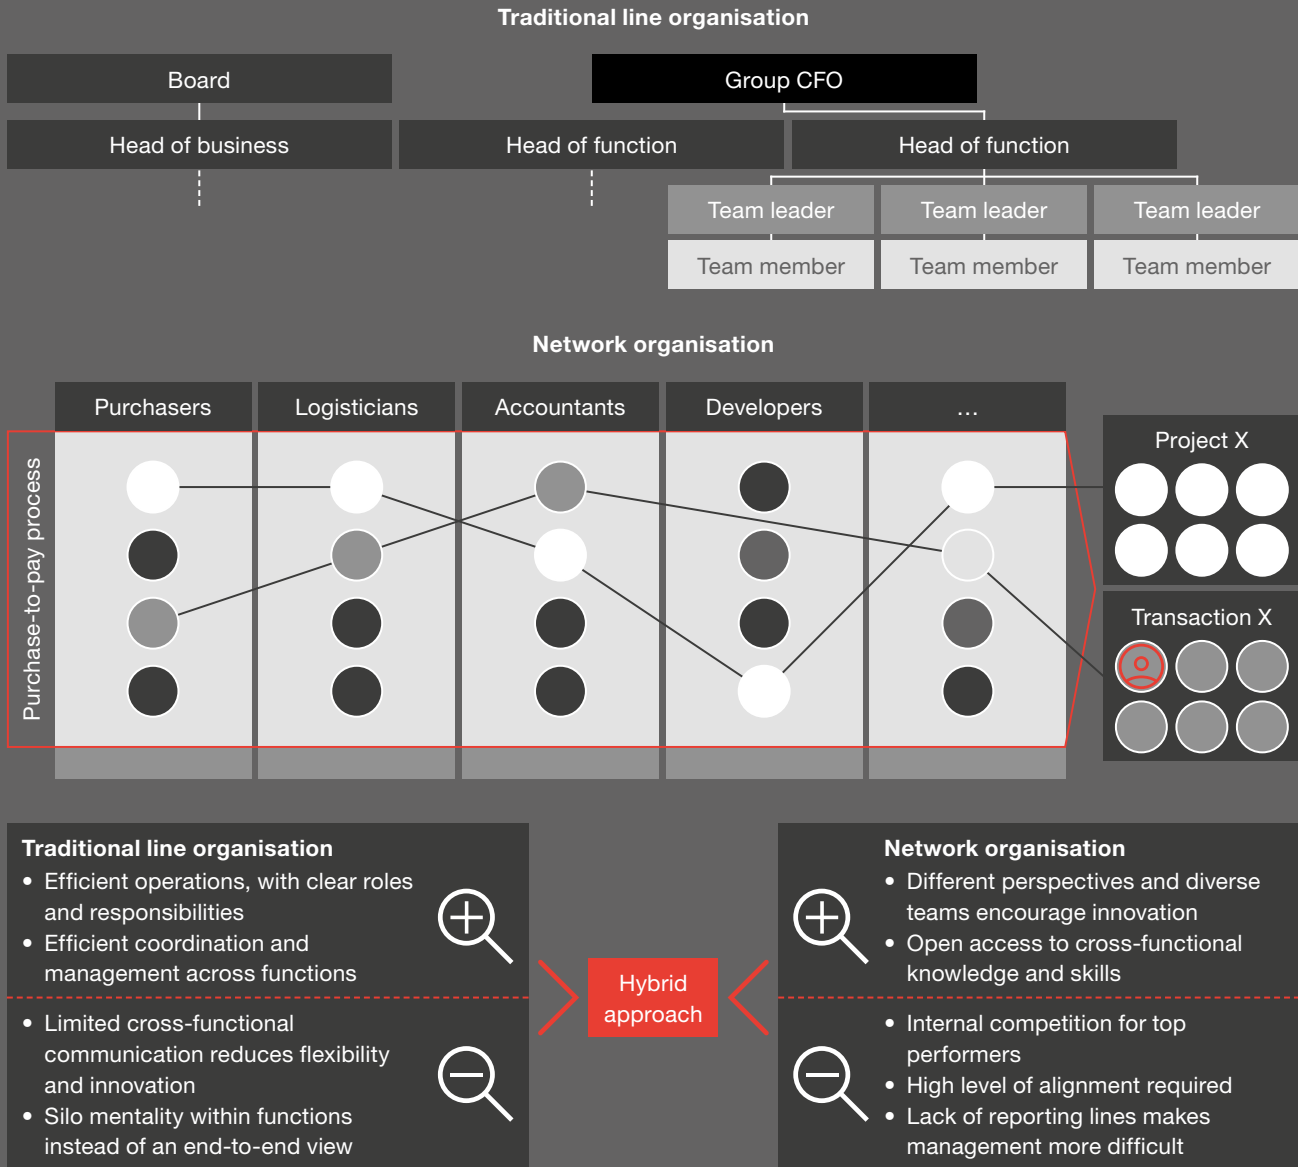 Traditional line organisation
Board
Group CFO
Head of business
Head of function
Head of function
Team leader
Team leader
Team leader
Team member
Team member
Team member
Network organisation
Purchasers
Logisticians
Accountants
Developers
...
Purchase-to-pay process
Project X
Transaction X
Traditional line organisation
• Efficient operations, with clear roles
and responsibilities
• Efficient coordination and
management across functions
• Limited cross-functional
communication reduces flexibility
and innovation
• Silo mentality within functions
instead of an end-to-end view
Hybrid
approach
Network organisation
• Different perspectives and diverse
teams encourage innovation
• Open access to cross-functional
knowledge and skills
• Internal competition for top
performers
• High level of alignment required
• Lack of reporting lines makes
management more difficult